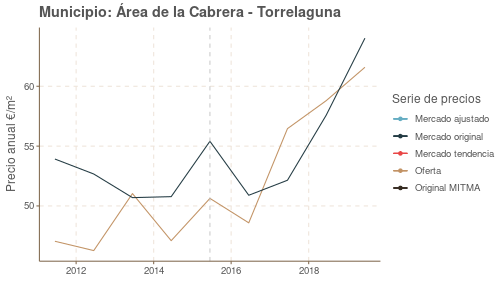 Municipio: Área de la Cabrera - Torrelaguna
Precio anual €/m²
60
55
50
2012
2014
2016
2018
Serie de precios
Mercado ajustado
Mercado original
Mercado tendencia
Oferta
Original MITMA